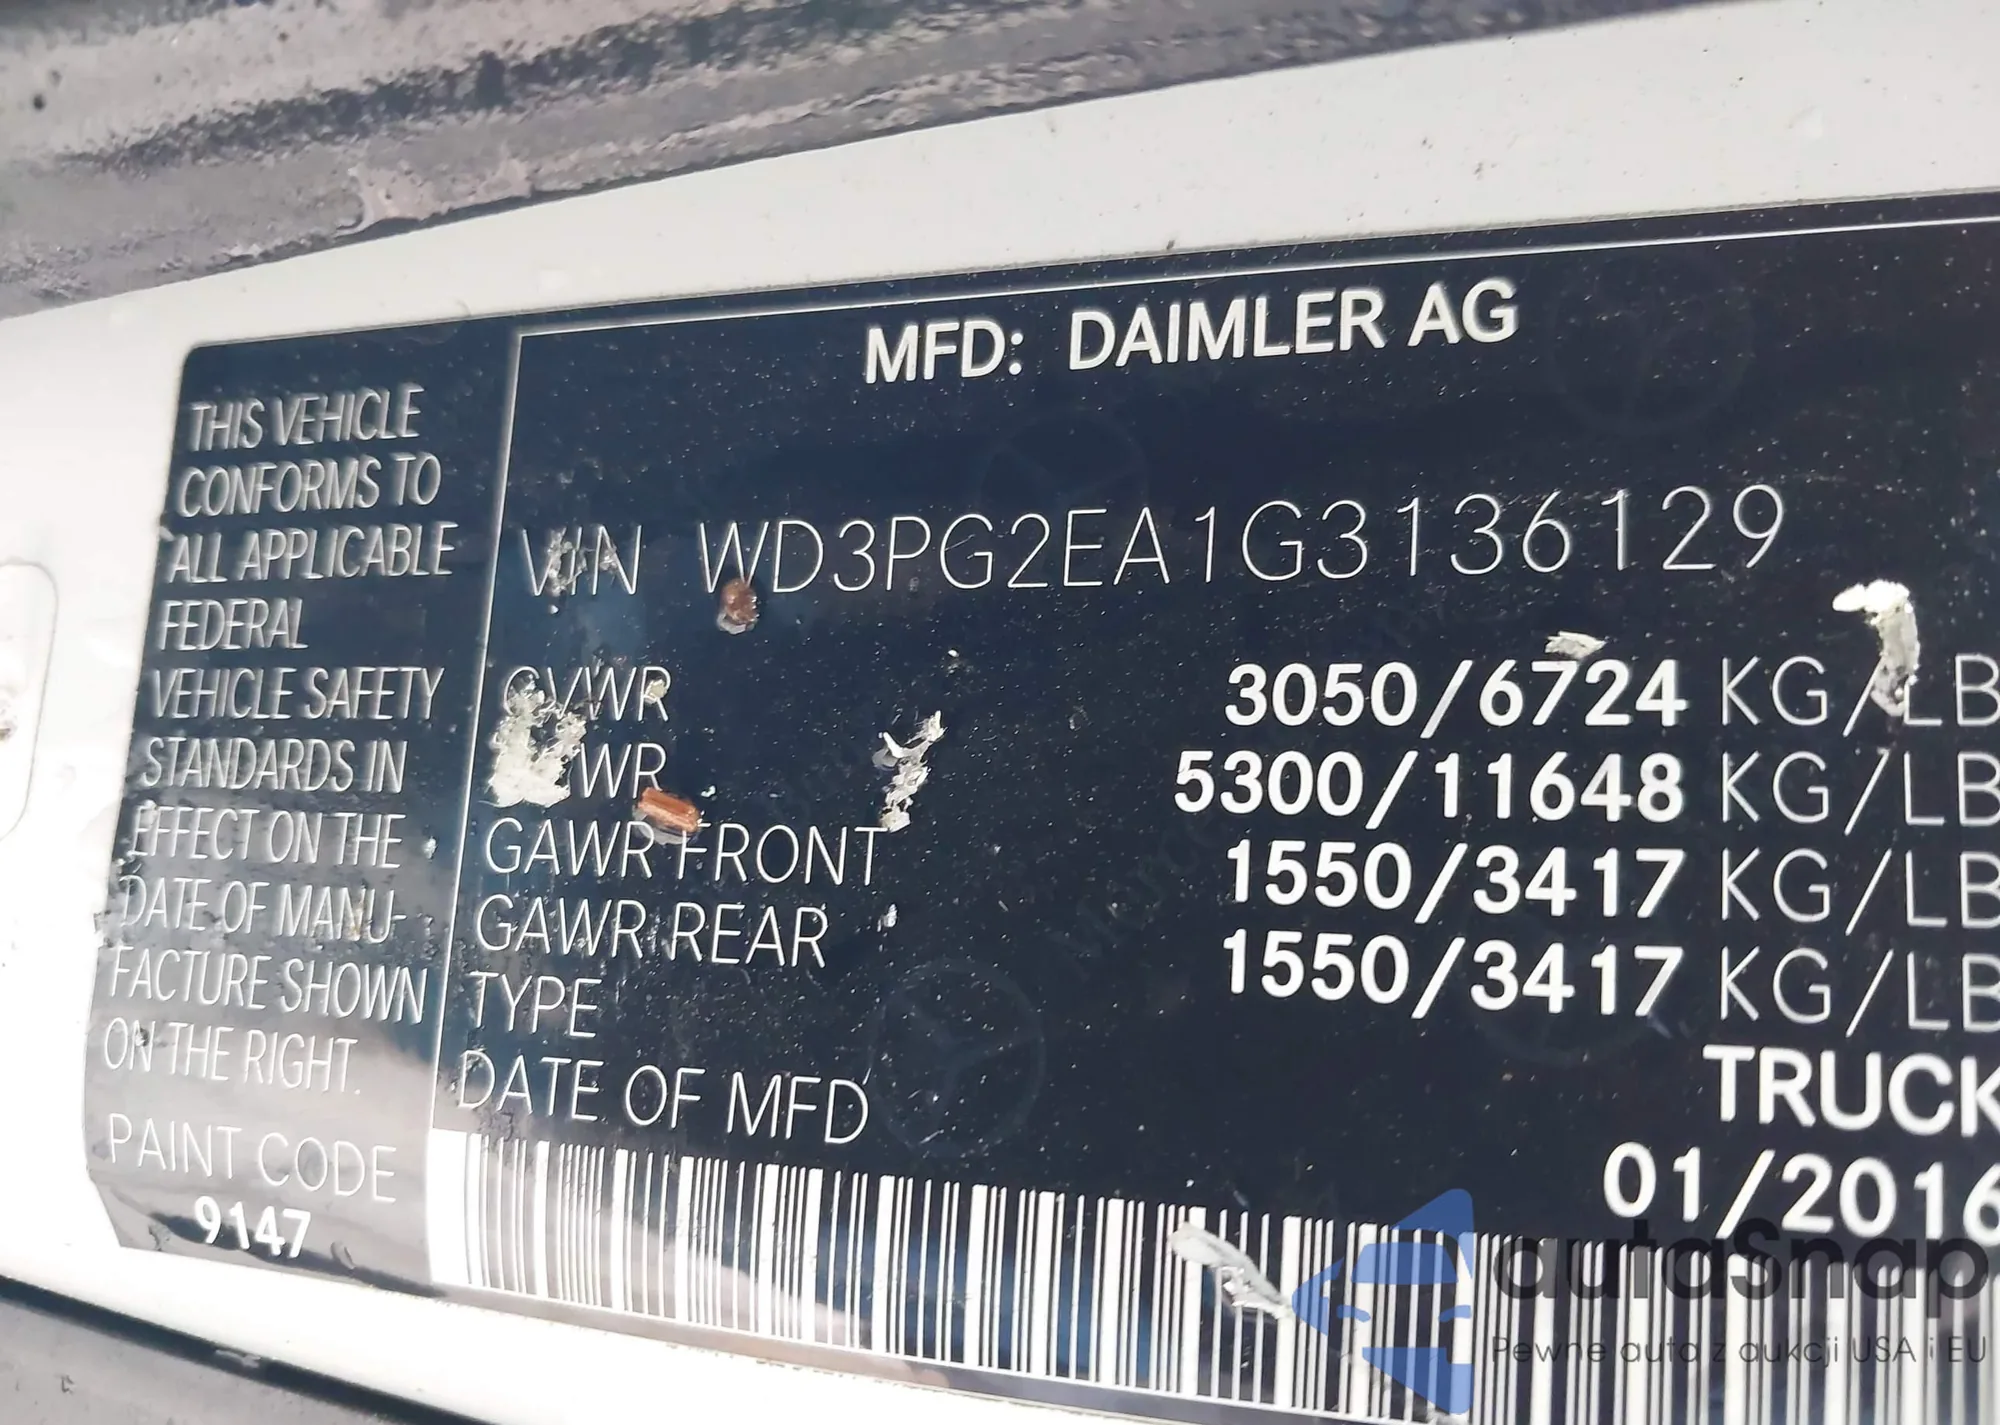 MFD: DAIMLER AG
THIS VEHICLE
CONFORMS TO
ALL APPLICABLE
FEDERAL
VEHICLE SAFETY
STANDARDS IN
EFFECT ON THE
DATE OF MANU-
FACTURE SHOWN
ON THE RIGHT.
PAINT CODE
9147
VIN WD3PG2EA1G3136129
GVWR 3050/6724 KG/LB
WR 5300/11648 KG/LB
GAWR FRONT 1550/3417 KG/LB
GAWR REAR 1550/3417 KG/LB
TYPE TRUCK
DATE OF MFD 01/2016
autaSnap
Pewne auta z aukcji USA i EU